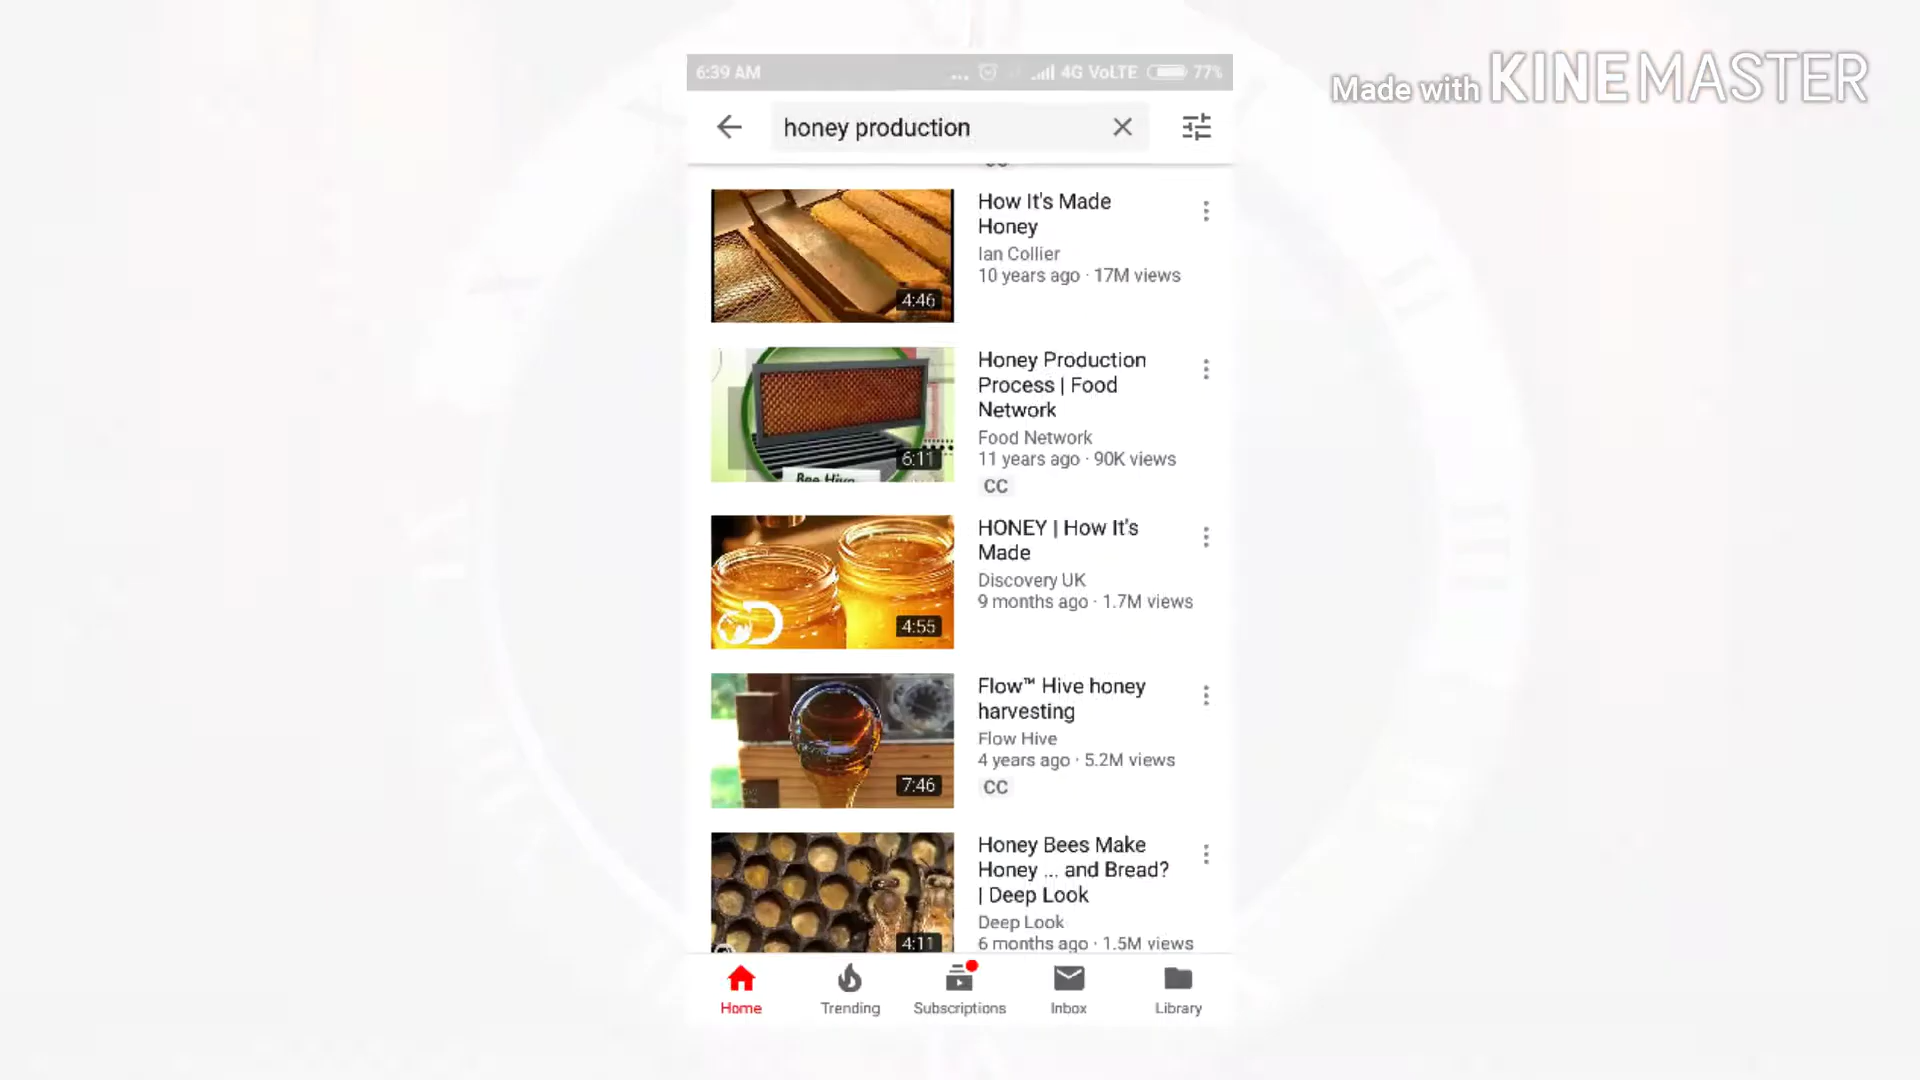 6:39 AM
... 4G VoLTE 77%
Made with KINEMASTER
honey production
How It's Made
Honey
Ian Collier
10 years ago · 17M views
4:46
Honey Production
Process | Food
Network
Food Network
11 years ago · 90K views
CC
6:11
Bee Hive
HONEY | How It's
Made
Discovery UK
9 months ago · 1.7M views
4:55
Flow™ Hive honey
harvesting
Flow Hive
4 years ago · 5.2M views
CC
7:46
Honey Bees Make
Honey ... and Bread?
| Deep Look
Deep Look
6 months ago · 1.5M views
4:11
Home
Trending
Subscriptions
Inbox
Library